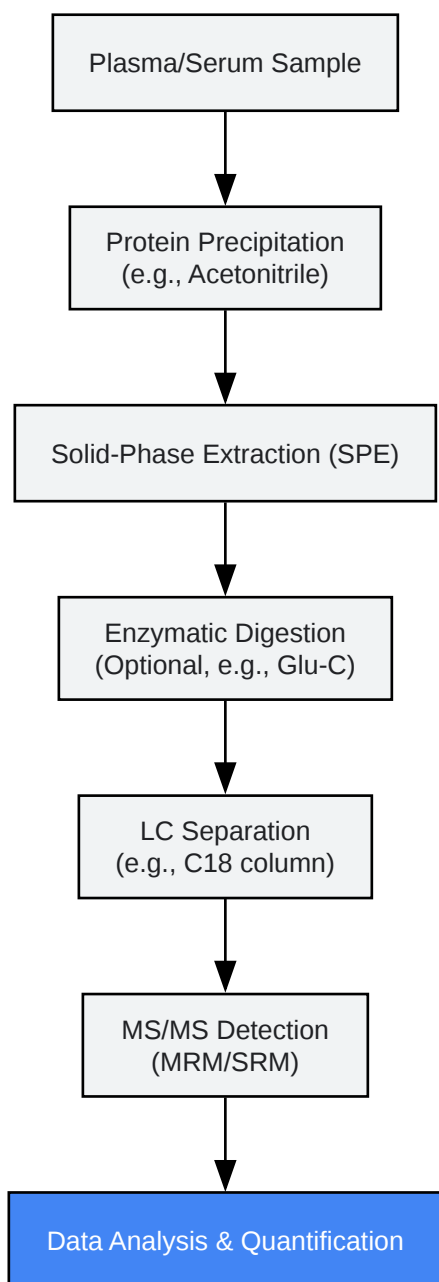 Plasma/Serum Sample
Protein Precipitation
(e.g., Acetonitrile)
Solid-Phase Extraction (SPE)
Enzymatic Digestion
(Optional, e.g., Glu-C)
LC Separation
(e.g., C18 column)
MS/MS Detection
(MRM/SRM)
Data Analysis & Quantification